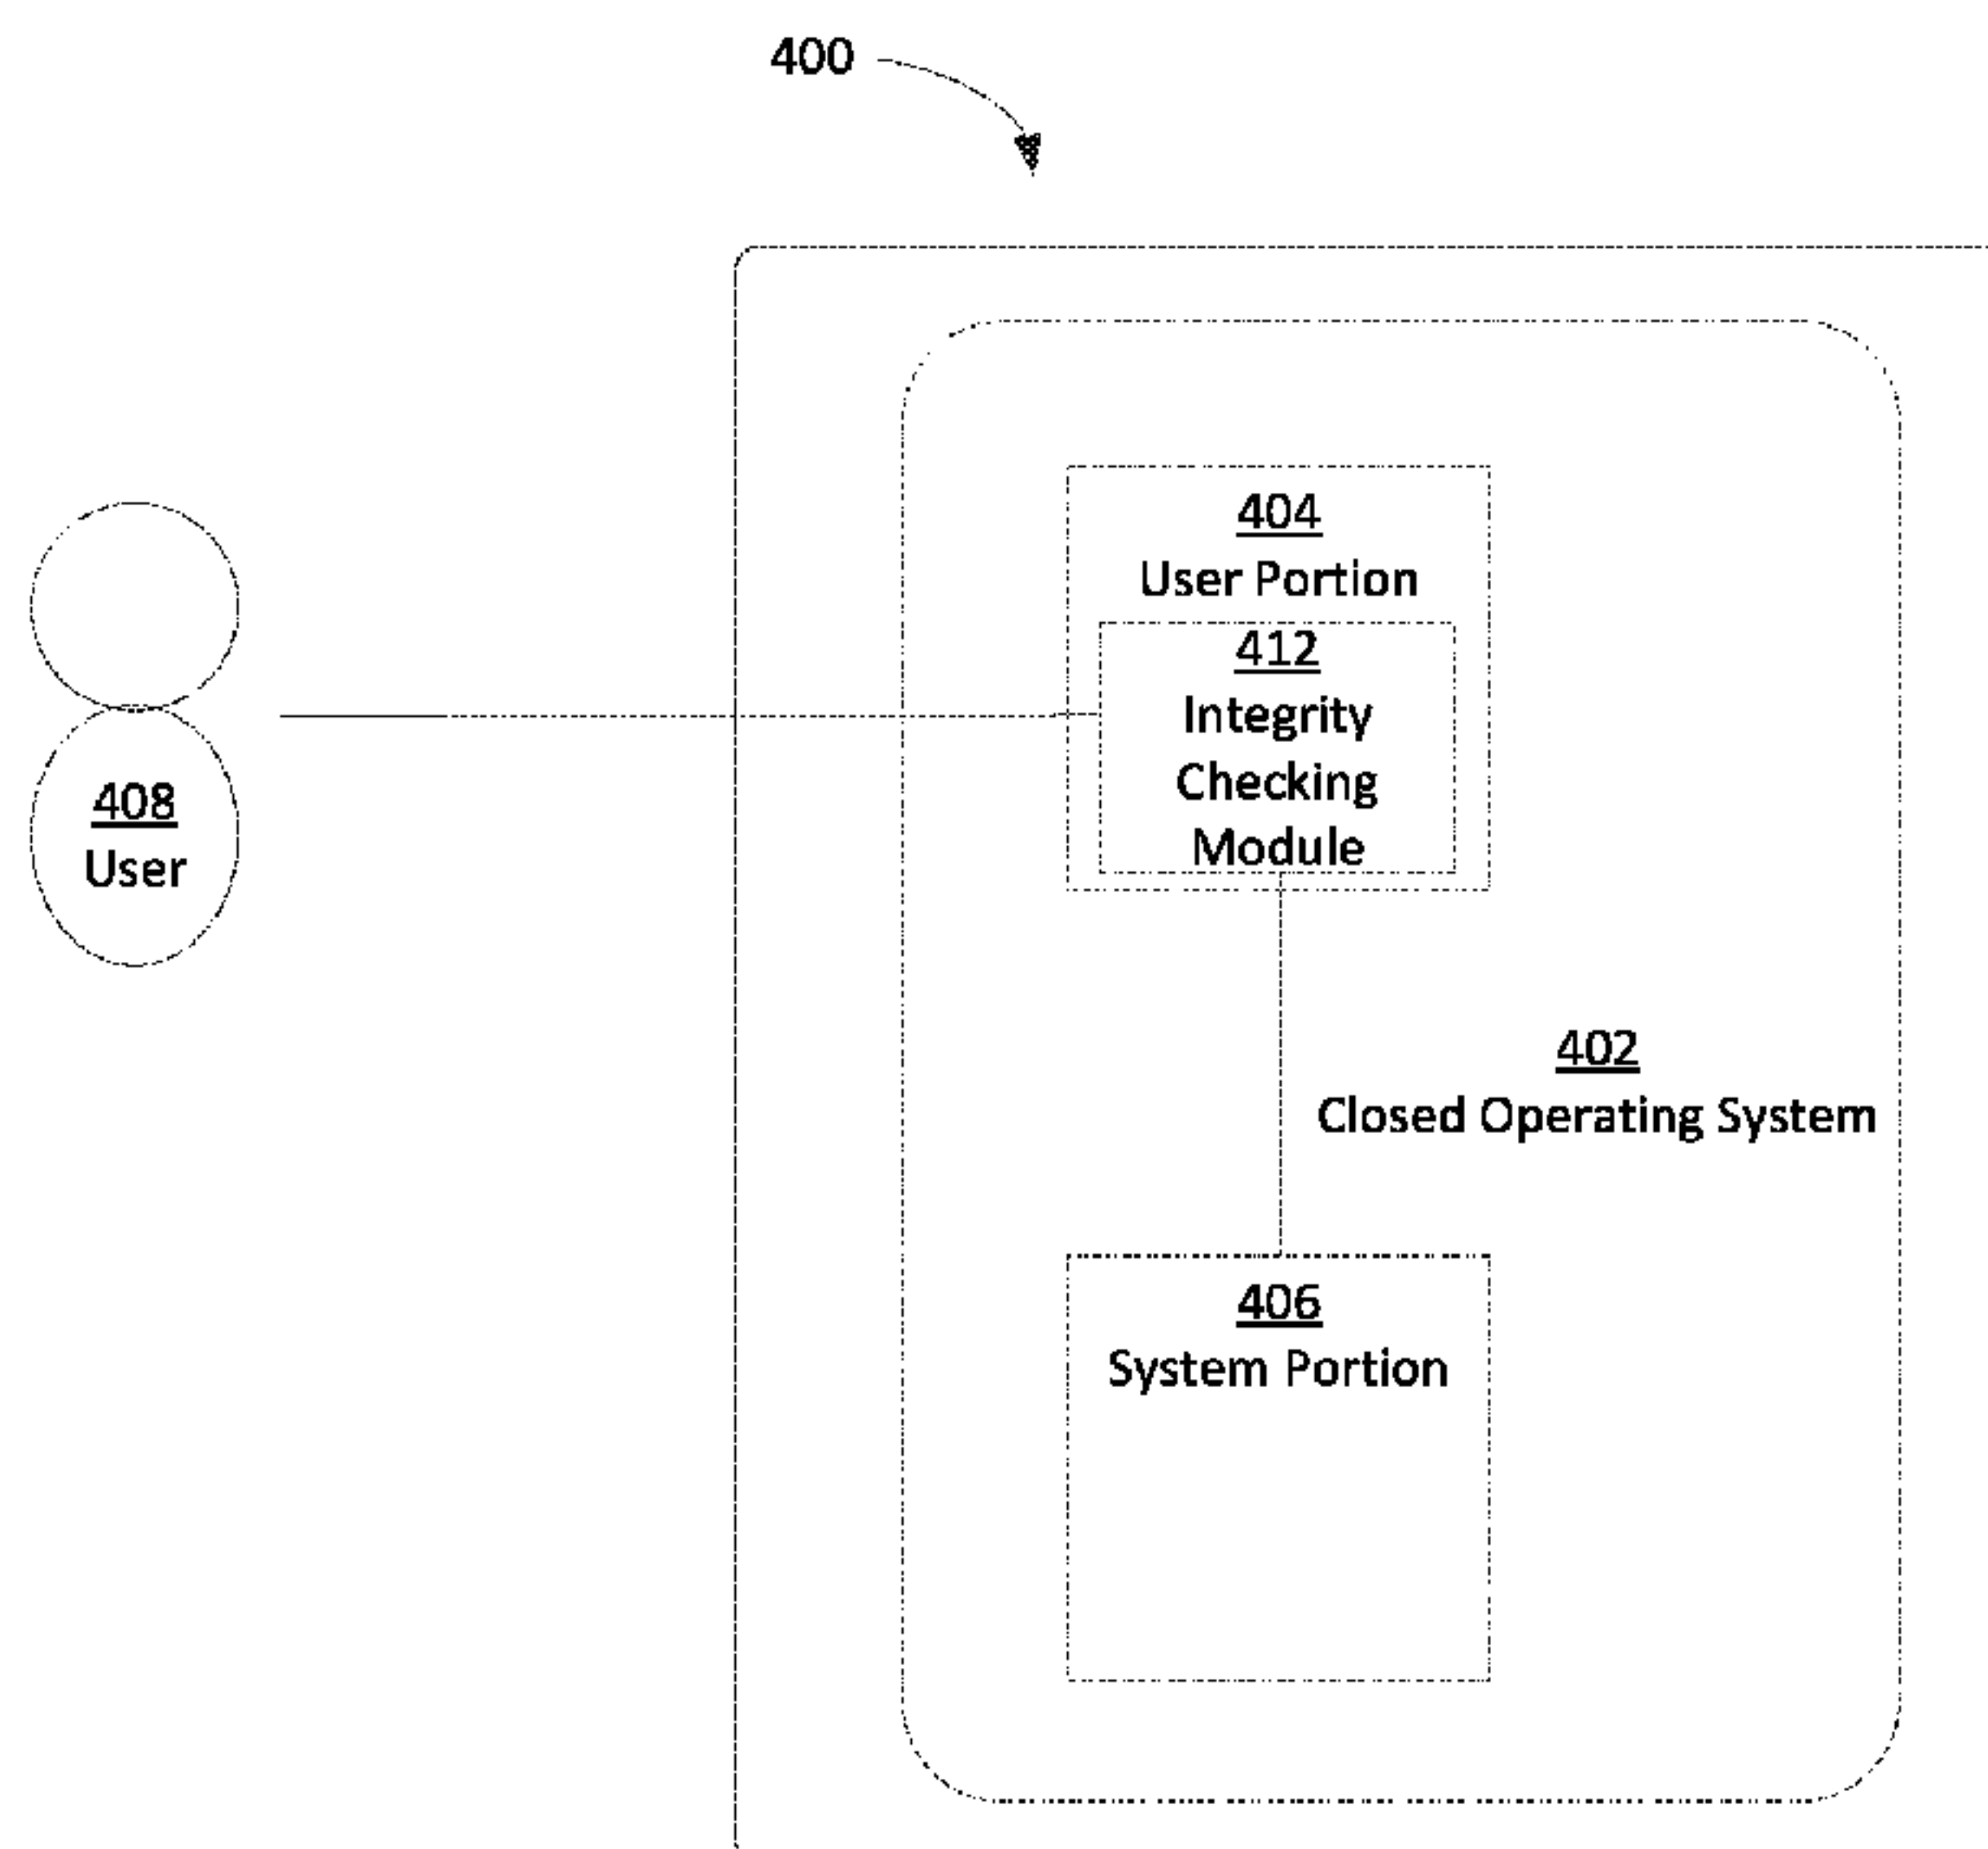 400
404
User Portion
412
Integrity
Checking
Module
408
User
402
Closed Operating System
406
System Portion